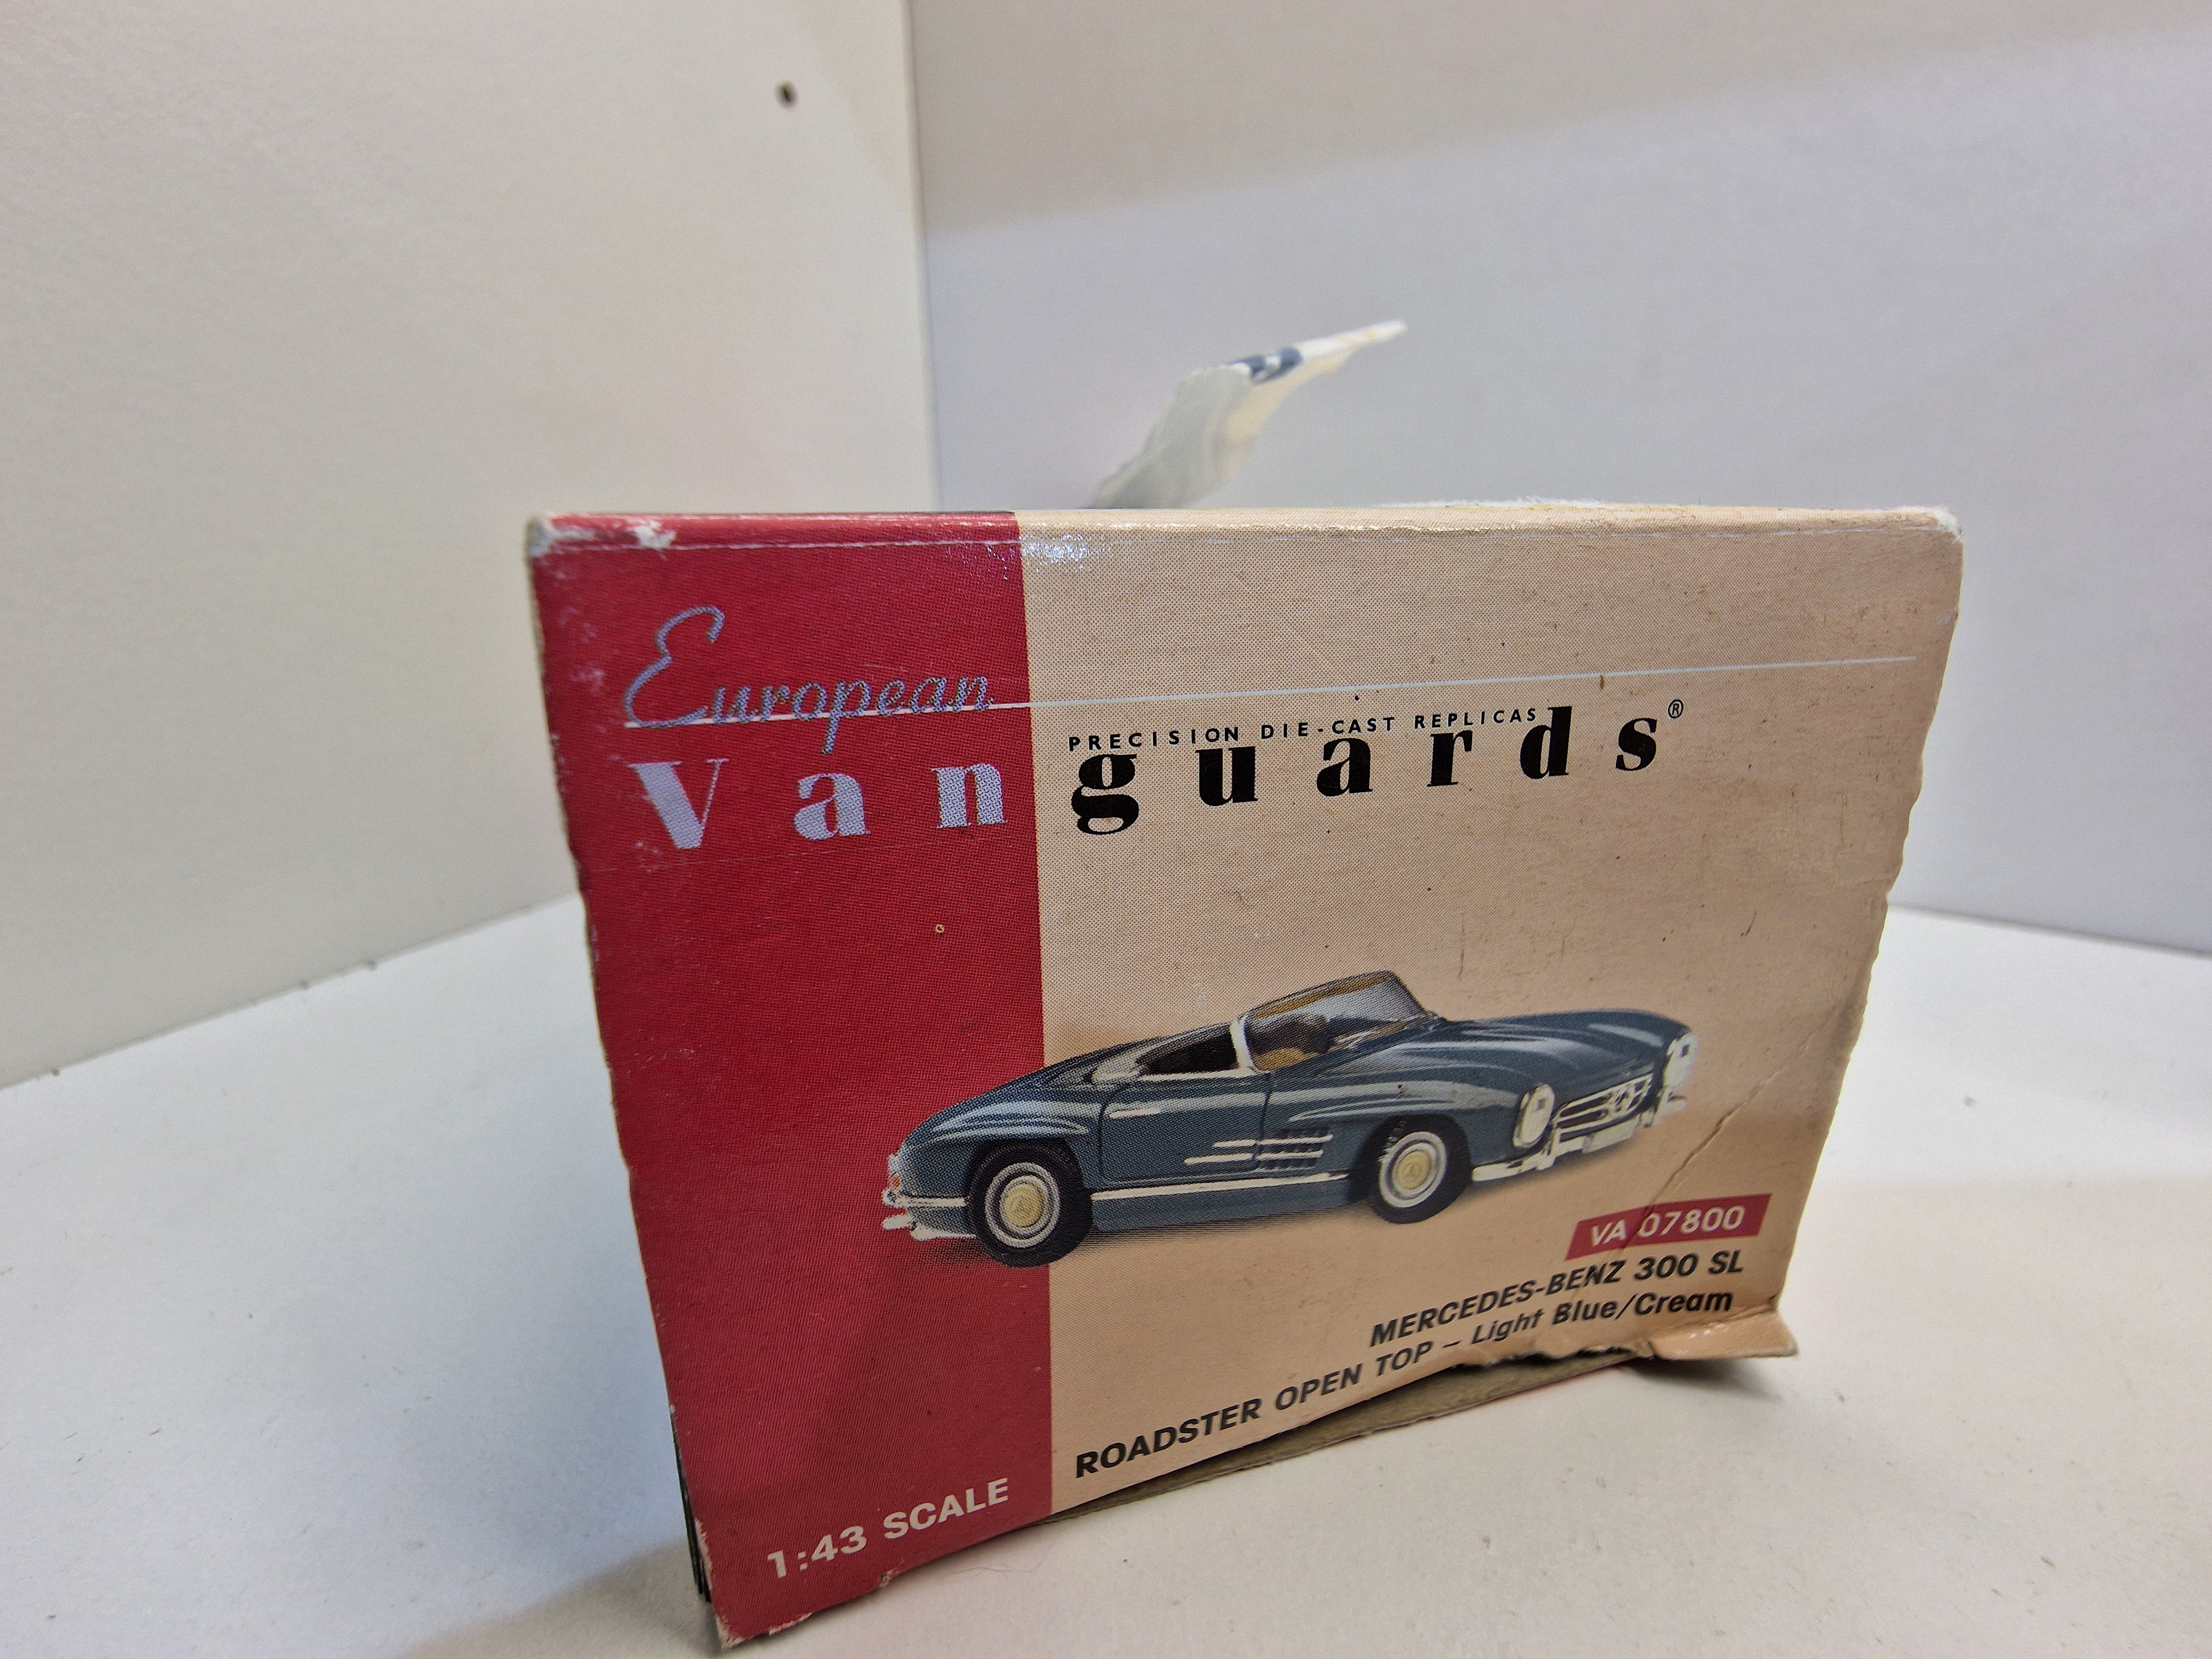 European
PRECISION DIE-CAST REPLICAS
Vanguards®
VA 07800
MERCEDES-BENZ 300 SL
ROADSTER OPEN TOP – Light Blue/Cream
1:43 SCALE